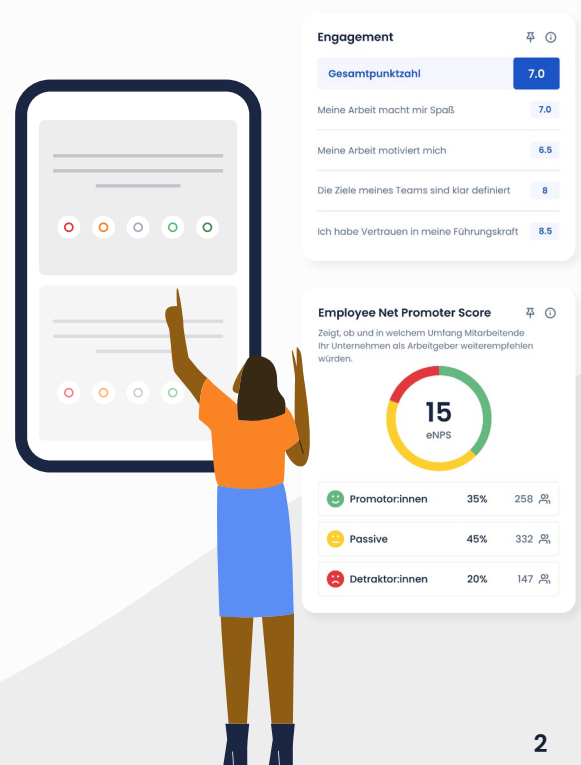 Engagement
Gesamtpunktzahl 7.0
Meine Arbeit macht mir Spaß 7.0
Meine Arbeit motiviert mich 6.5
Die Ziele meines Teams sind klar definiert 8
Ich habe Vertrauen in meine Führungskraft 8.5
Employee Net Promoter Score
Zeigt, ob und in welchem Umfang Mitarbeitende
Ihr Unternehmen als Arbeitgeber weiterempfehlen
würden.
15
eNPS
Promotor:innen 35% 258
Passive 45% 332
Detraktor:innen 20% 147
2